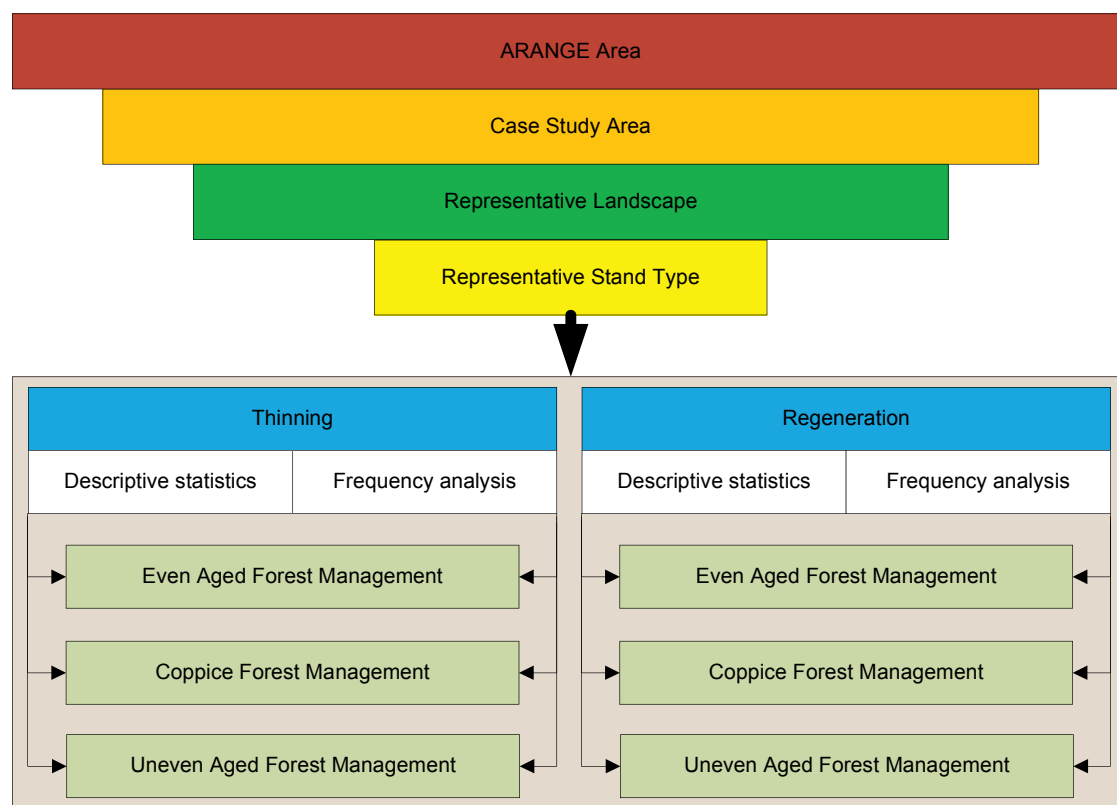 ARANGE Area
Case Study Area
Representative Landscape
Representative Stand Type
Thinning
Descriptive statistics
Frequency analysis
Even Aged Forest Management
Coppice Forest Management
Uneven Aged Forest Management
Regeneration
Descriptive statistics
Frequency analysis
Even Aged Forest Management
Coppice Forest Management
Uneven Aged Forest Management